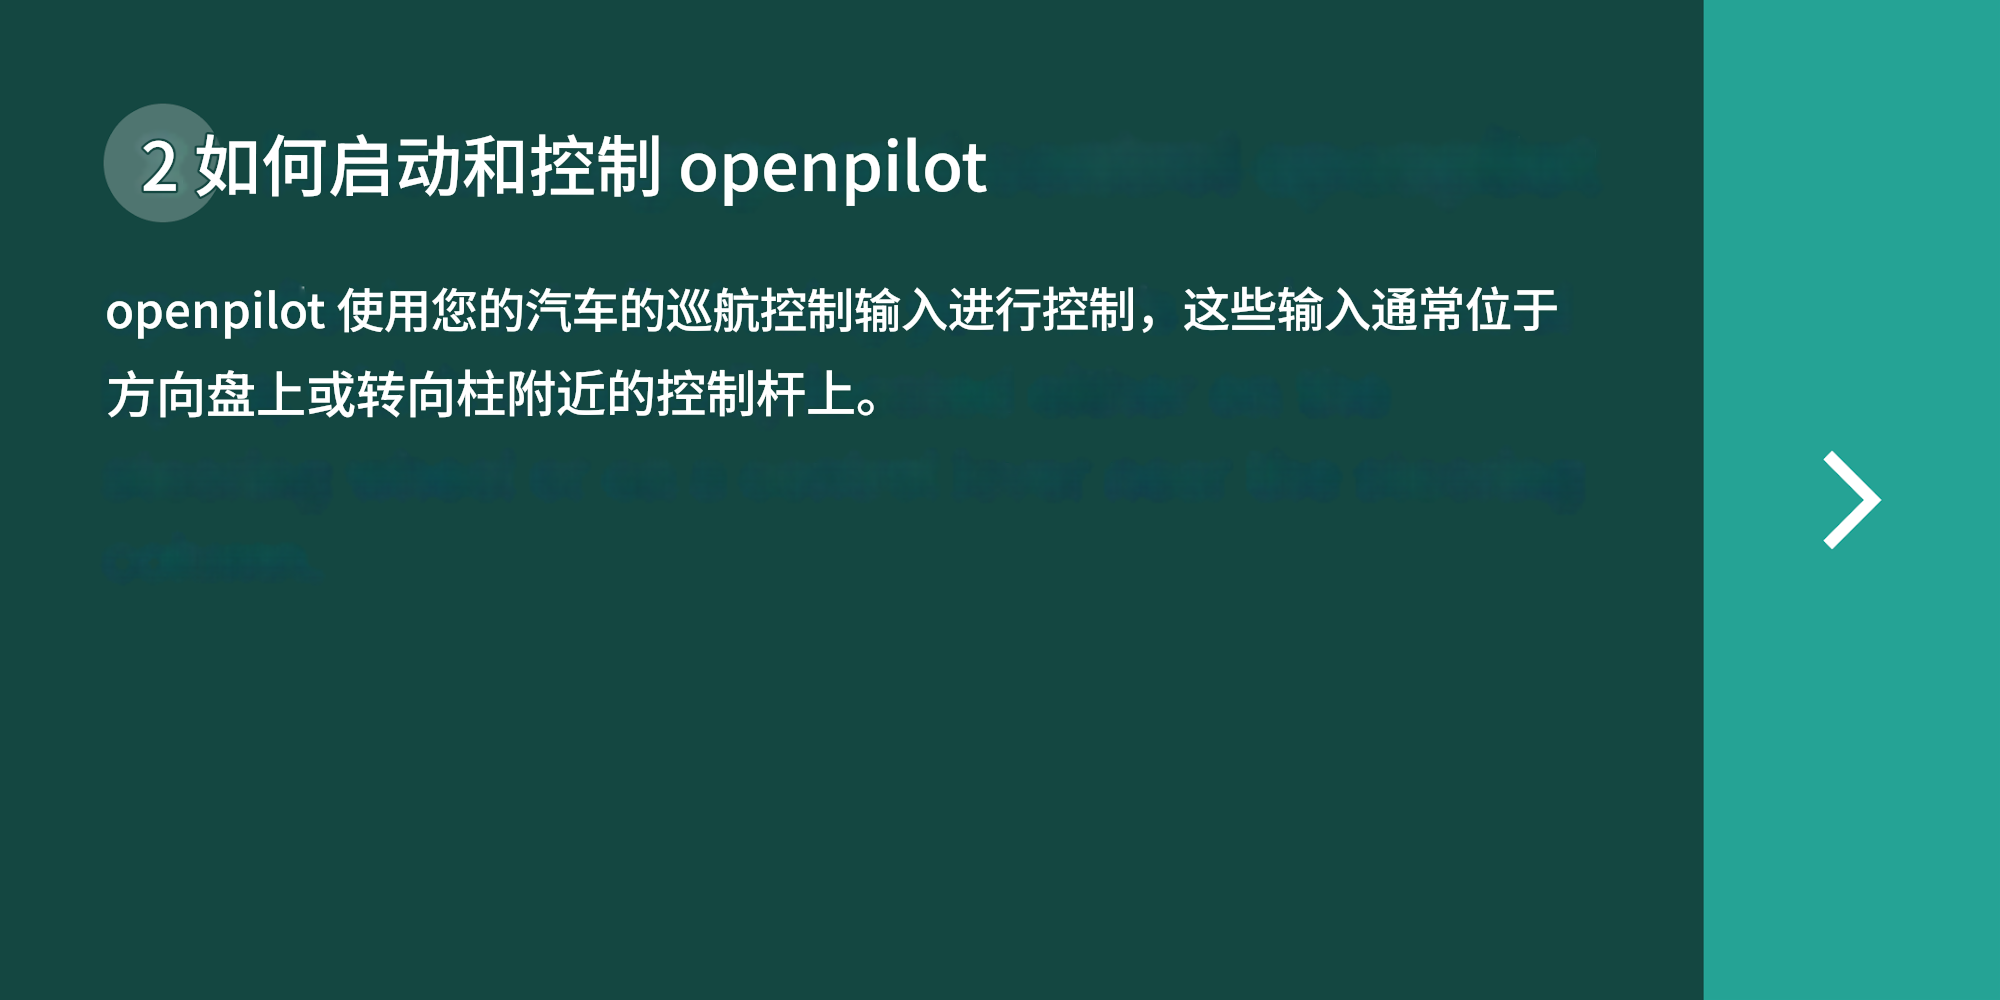 2 如何启动和控制 openpilot
openpilot 使用您的汽车的巡航控制输入进行控制，这些输入通常位于
方向盘上或转向柱附近的控制杆上。